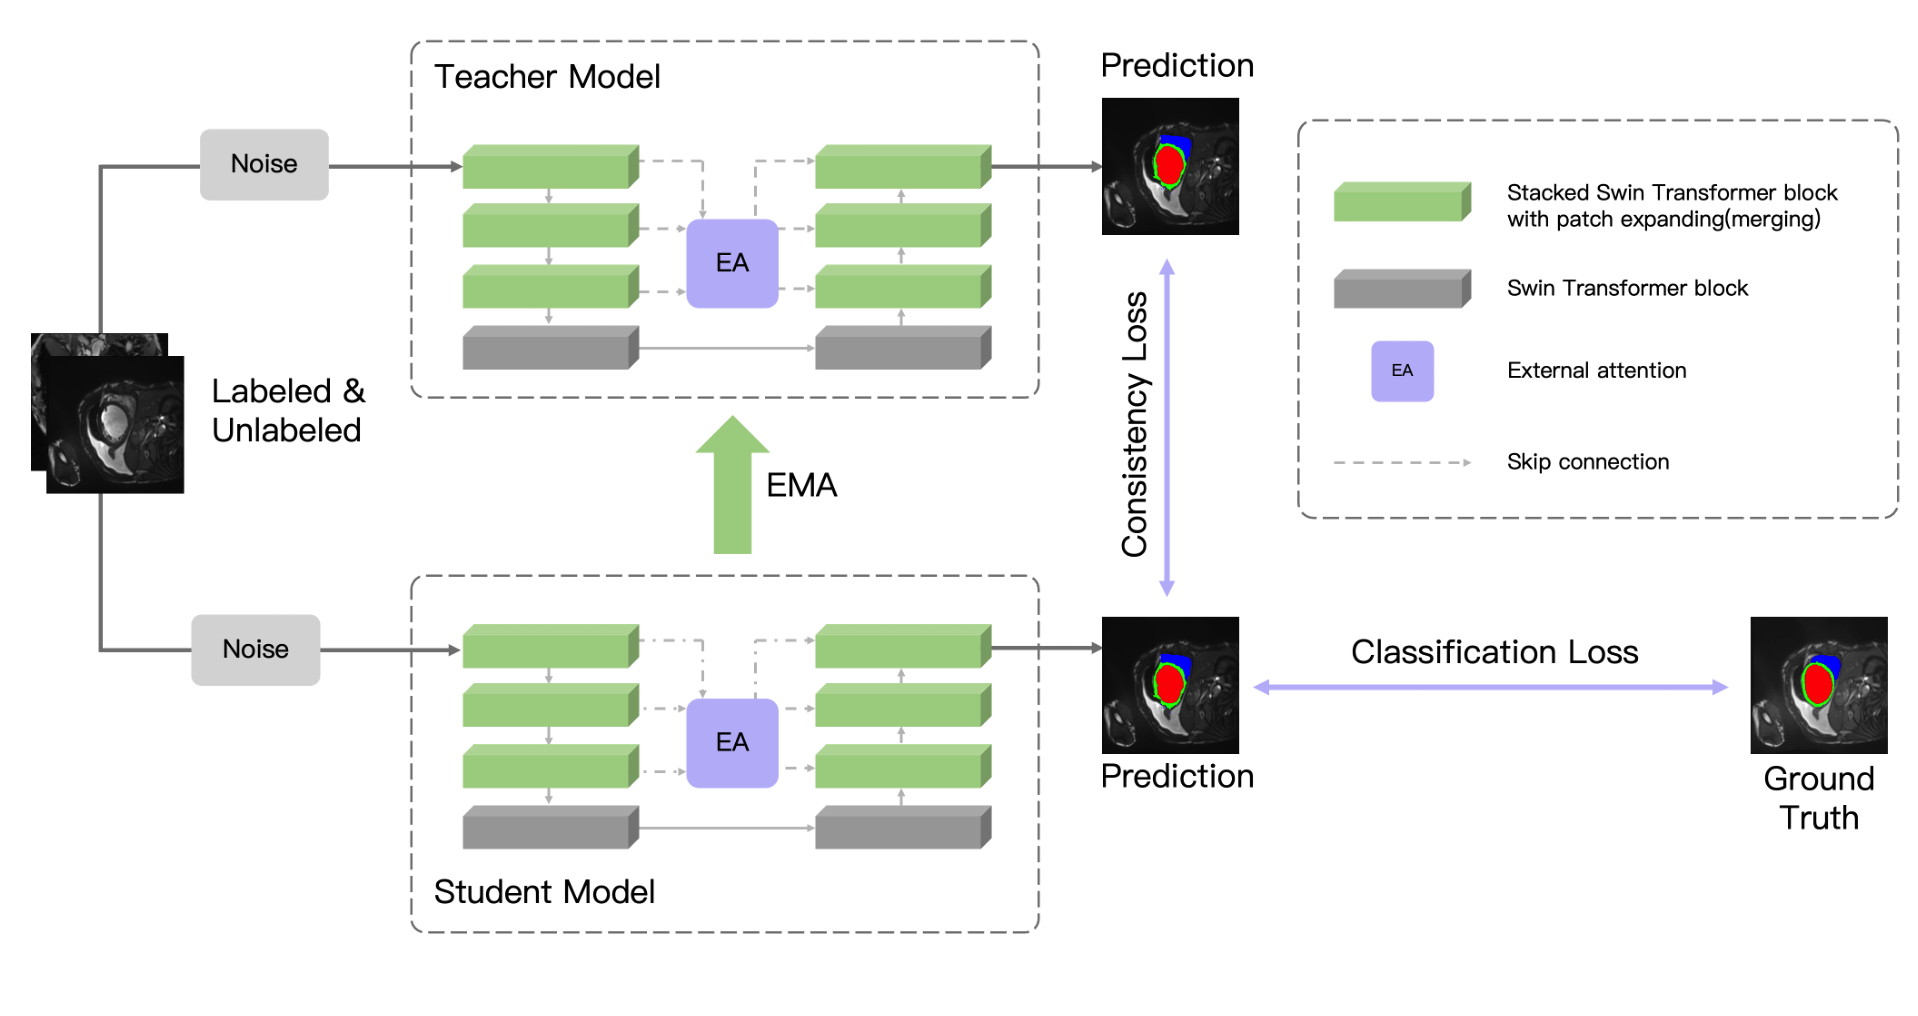 Teacher Model
Prediction
Noise
EA
Stacked Swin Transformer block
with patch expanding(merging)
Swin Transformer block
EA
External attention
Skip connection
Labeled &
Unlabeled
EMA
Consistency Loss
Noise
EA
Student Model
Prediction
Classification Loss
Ground
Truth